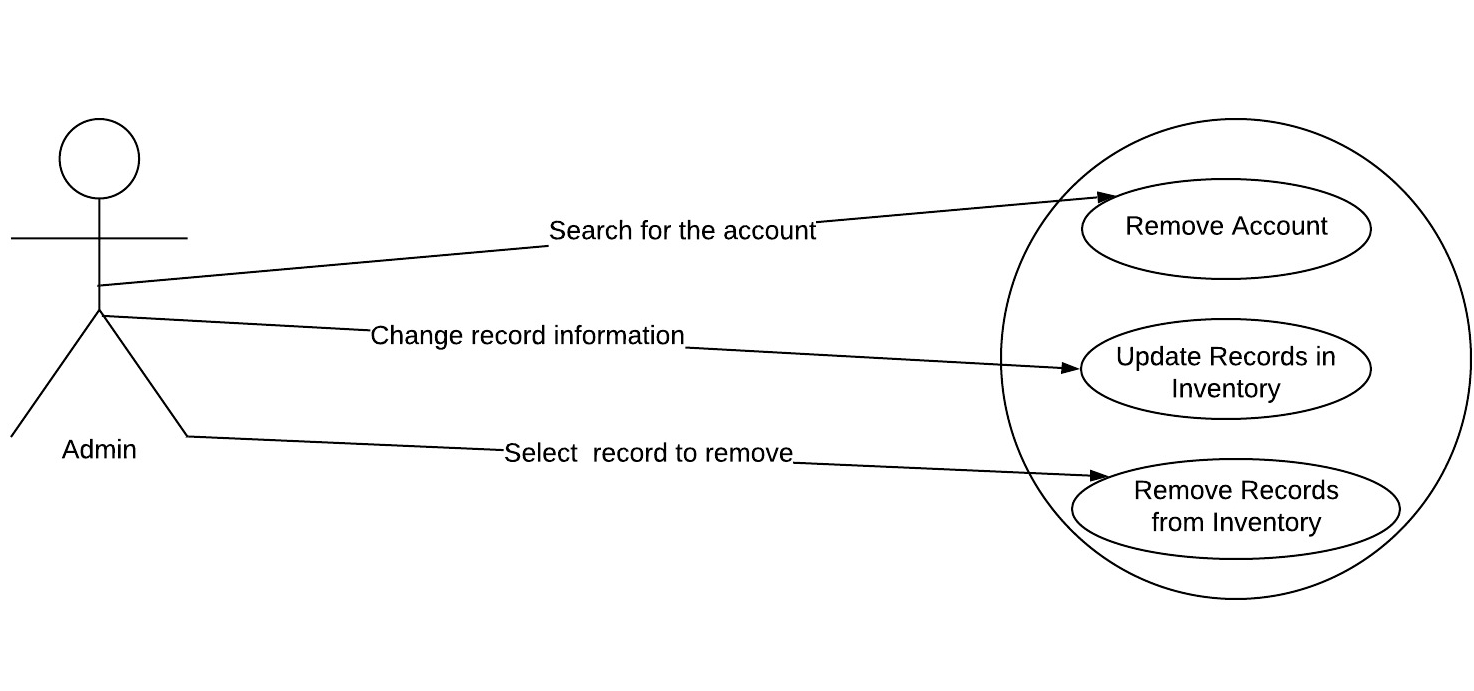 Search for the account
Remove Account
Change record information
Update Records in
Inventory
Admin
Select  record to remove
Remove Records
from Inventory